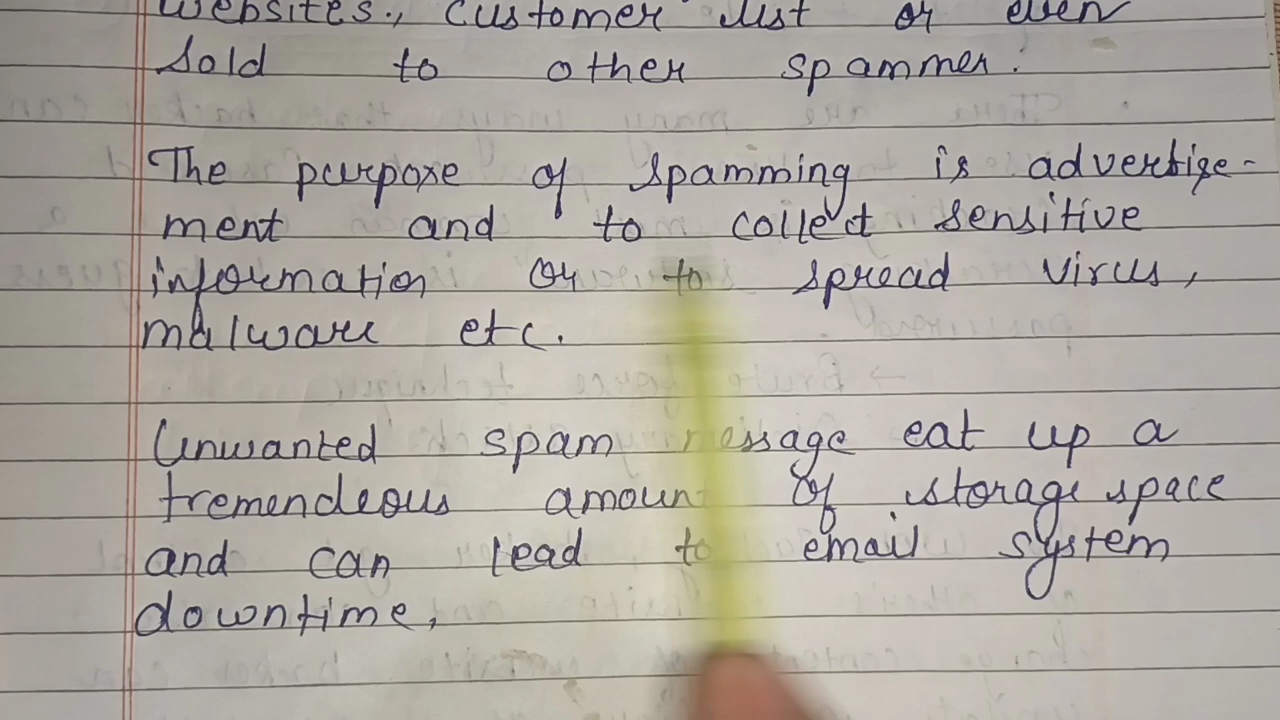 websites., customer list or even
sold to other spammer.
The purpose of spamming is advertige-
ment and to collect sensitive
information or to spread virus,
malware etc.
Unwanted spam message eat up a
tremendeous amount of storage space
and can lead to email system
downtime,